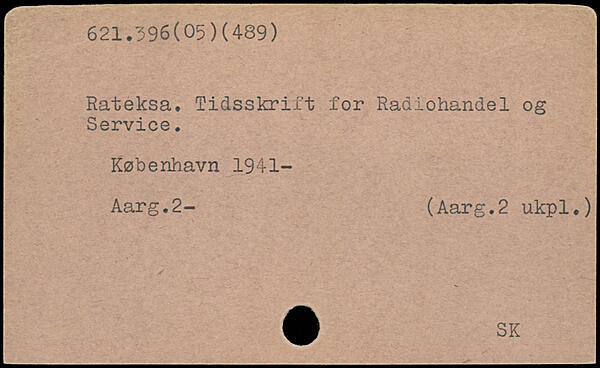 621.396(05)(489)
Rateksa. Tidsskrift for Radiohandel og
Service.
København 1941-
Aarg.2- (Aarg.2 ukpl.)
SK